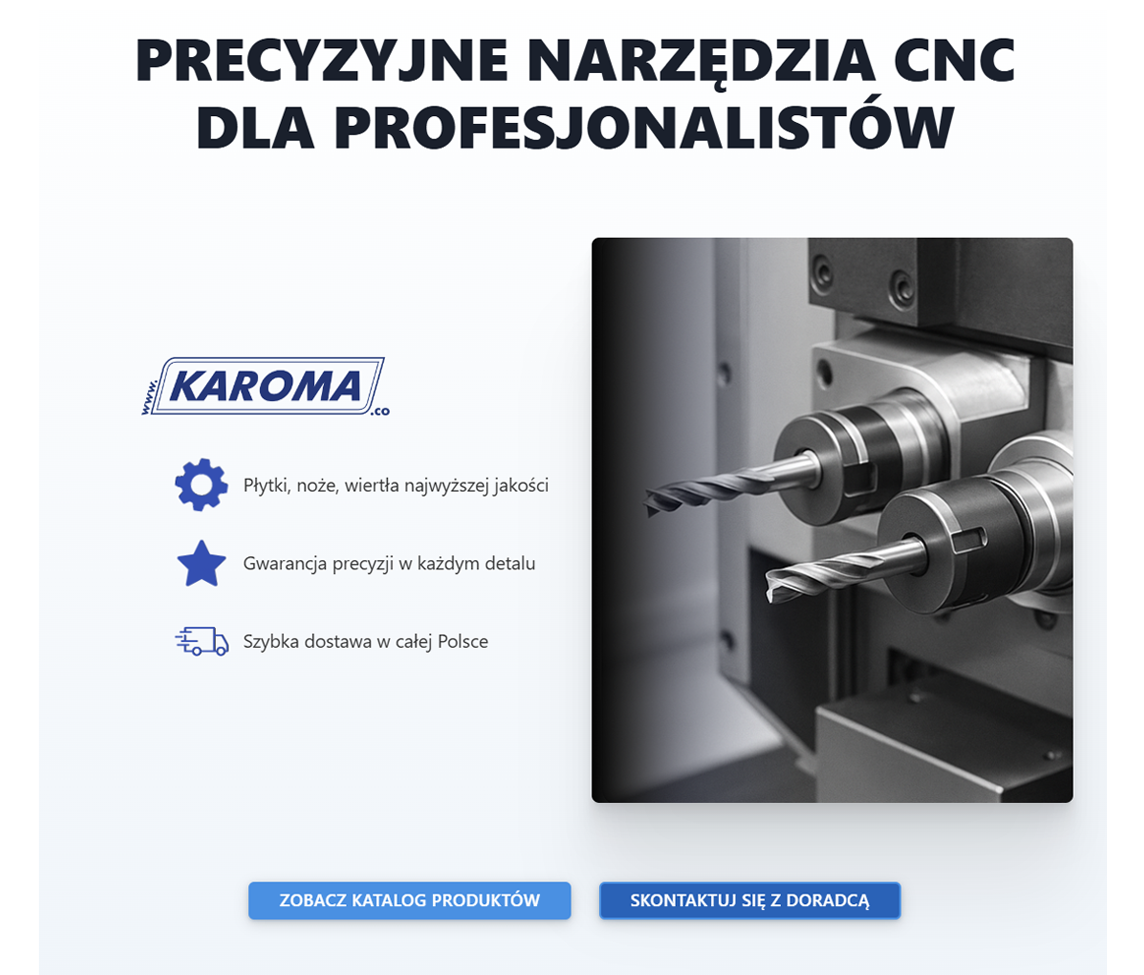 PRECYZYJNE NARZĘDZIA CNC
DLA PROFESJONALISTÓW
www.
KAROMA
.co
Płytki, noże, wiertła najwyższej jakości
Gwarancja precyzji w każdym detalu
Szybka dostawa w całej Polsce
ZOBACZ KATALOG PRODUKTÓW
SKONTAKTUJ SIĘ Z DORADCĄ